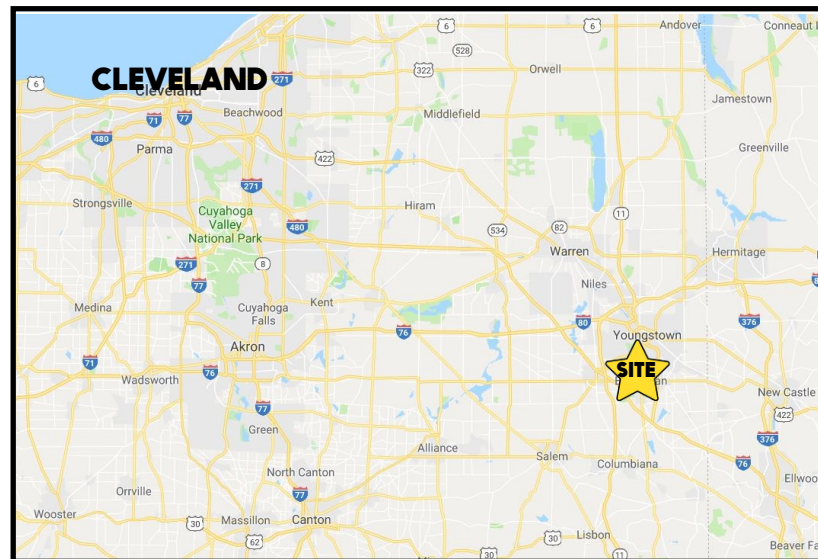 6
6
Andover
Conneaut L
528
CLEVELAND
Cleveland
271
322
Orwell
6
Beachwood
Middlefield
Jamestown
71
77
480
Parma
422
Greenville
271
Strongsville
Hiram
Cuyahoga
Valley
National Park
480
11
534
82
Warren
Hermitage
271
8
77
Niles
Medina
Cuyahoga
Falls
Kent
76
80
376
Youngstown
Akron
71
76
Wadsworth
SITE
New Castle
77
422
Green
376
Alliance
Salem
Columbiana
76
North Canton
Ellwoo
Orrville
77
Wooster
30
Massillon
Canton
62
30
30
Lisbon
11
Beaver Fa